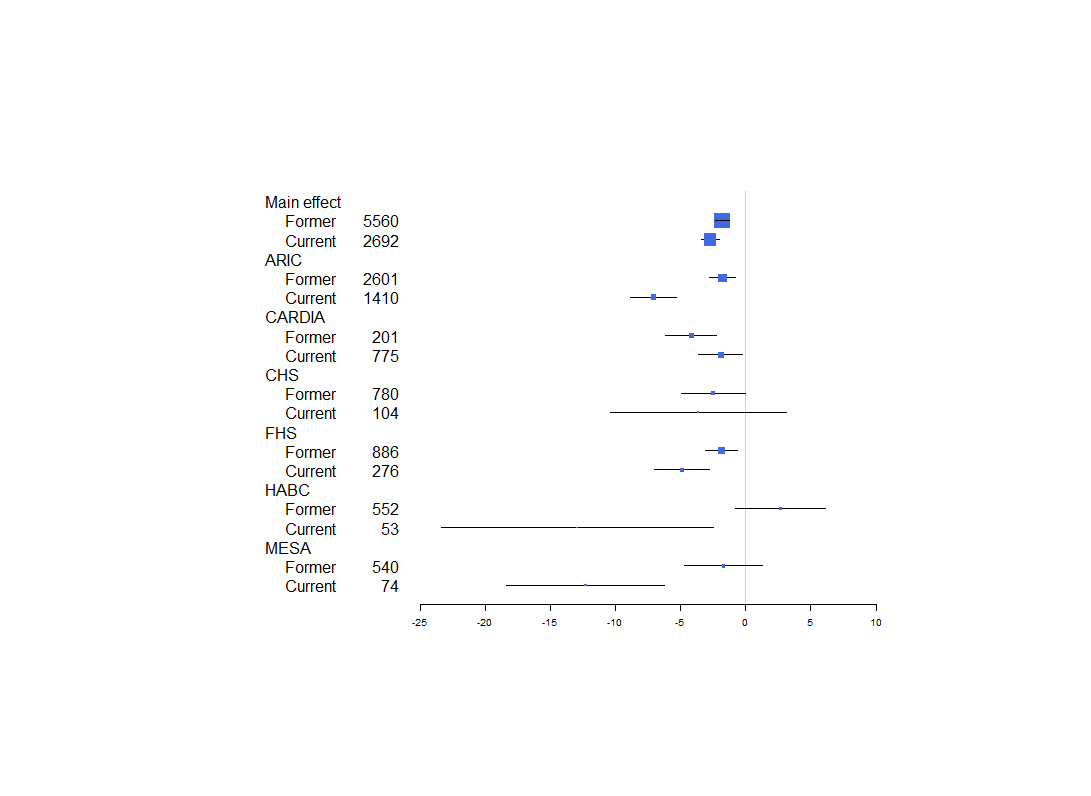 Main effect
Former 5560
Current 2692
ARIC
Former 2601
Current 1410
CARDIA
Former 201
Current 775
CHS
Former 780
Current 104
FHS
Former 886
Current 276
HABC
Former 552
Current 53
MESA
Former 540
Current 74
-25 -20 -15 -10 -5 0 5 10